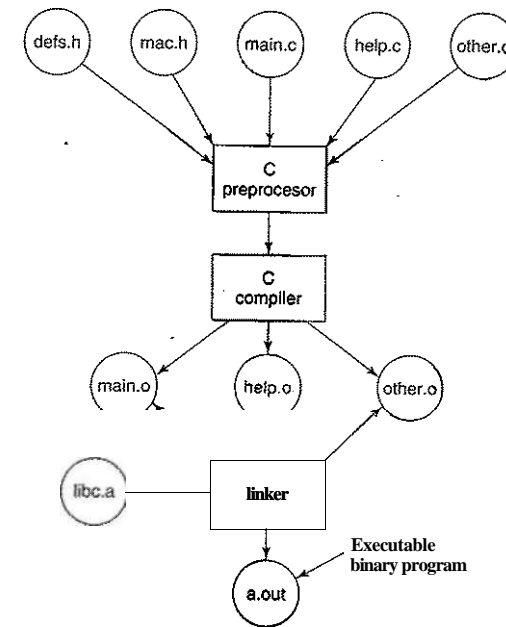 defs.h
mac.h
main.c
help.c
other.c
C
preprocesor
C
compiler
main.o
help.o
other.o
libc.a
linker
Executable
binary program
a.out